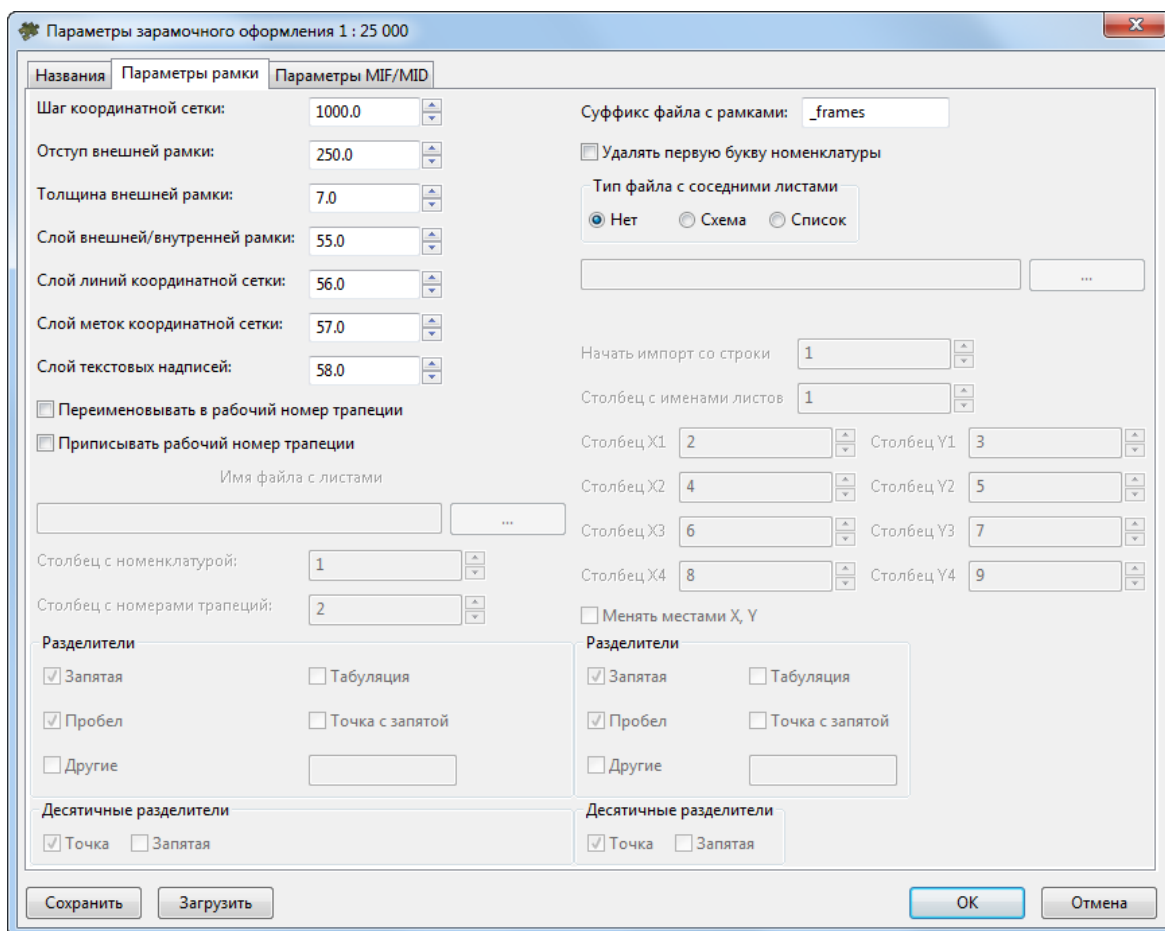 Параметры зарамочного оформления 1 : 25 000
Названия
Параметры рамки
Параметры MIF/MID
Шаг координатной сетки:
1000.0
Отступ внешней рамки:
250.0
Толщина внешней рамки:
7.0
Слой внешней/внутренней рамки:
55.0
Слой линий координатной сетки:
56.0
Слой меток координатной сетки:
57.0
Слой текстовых надписей:
58.0
Переименовывать в рабочий номер трапеции
Приписывать рабочий номер трапеции
Имя файла с листами
...
Столбец с номенклатурой:
1
Столбец с номерами трапеций:
2
Разделители
Запятая
Табуляция
Пробел
Точка с запятой
Другие
Десятичные разделители
Точка
Запятая
Суффикс файла с рамками:
_frames
Удалять первую букву номенклатуры
Тип файла с соседними листами
Нет
Схема
Список
...
Начать импорт со строки
1
Столбец с именами листов
1
Столбец X1
2
Столбец Y1
3
Столбец X2
4
Столбец Y2
5
Столбец X3
6
Столбец Y3
7
Столбец X4
8
Столбец Y4
9
Менять местами X, Y
Разделители
Запятая
Табуляция
Пробел
Точка с запятой
Другие
Десятичные разделители
Точка
Запятая
Сохранить
Загрузить
OK
Отмена